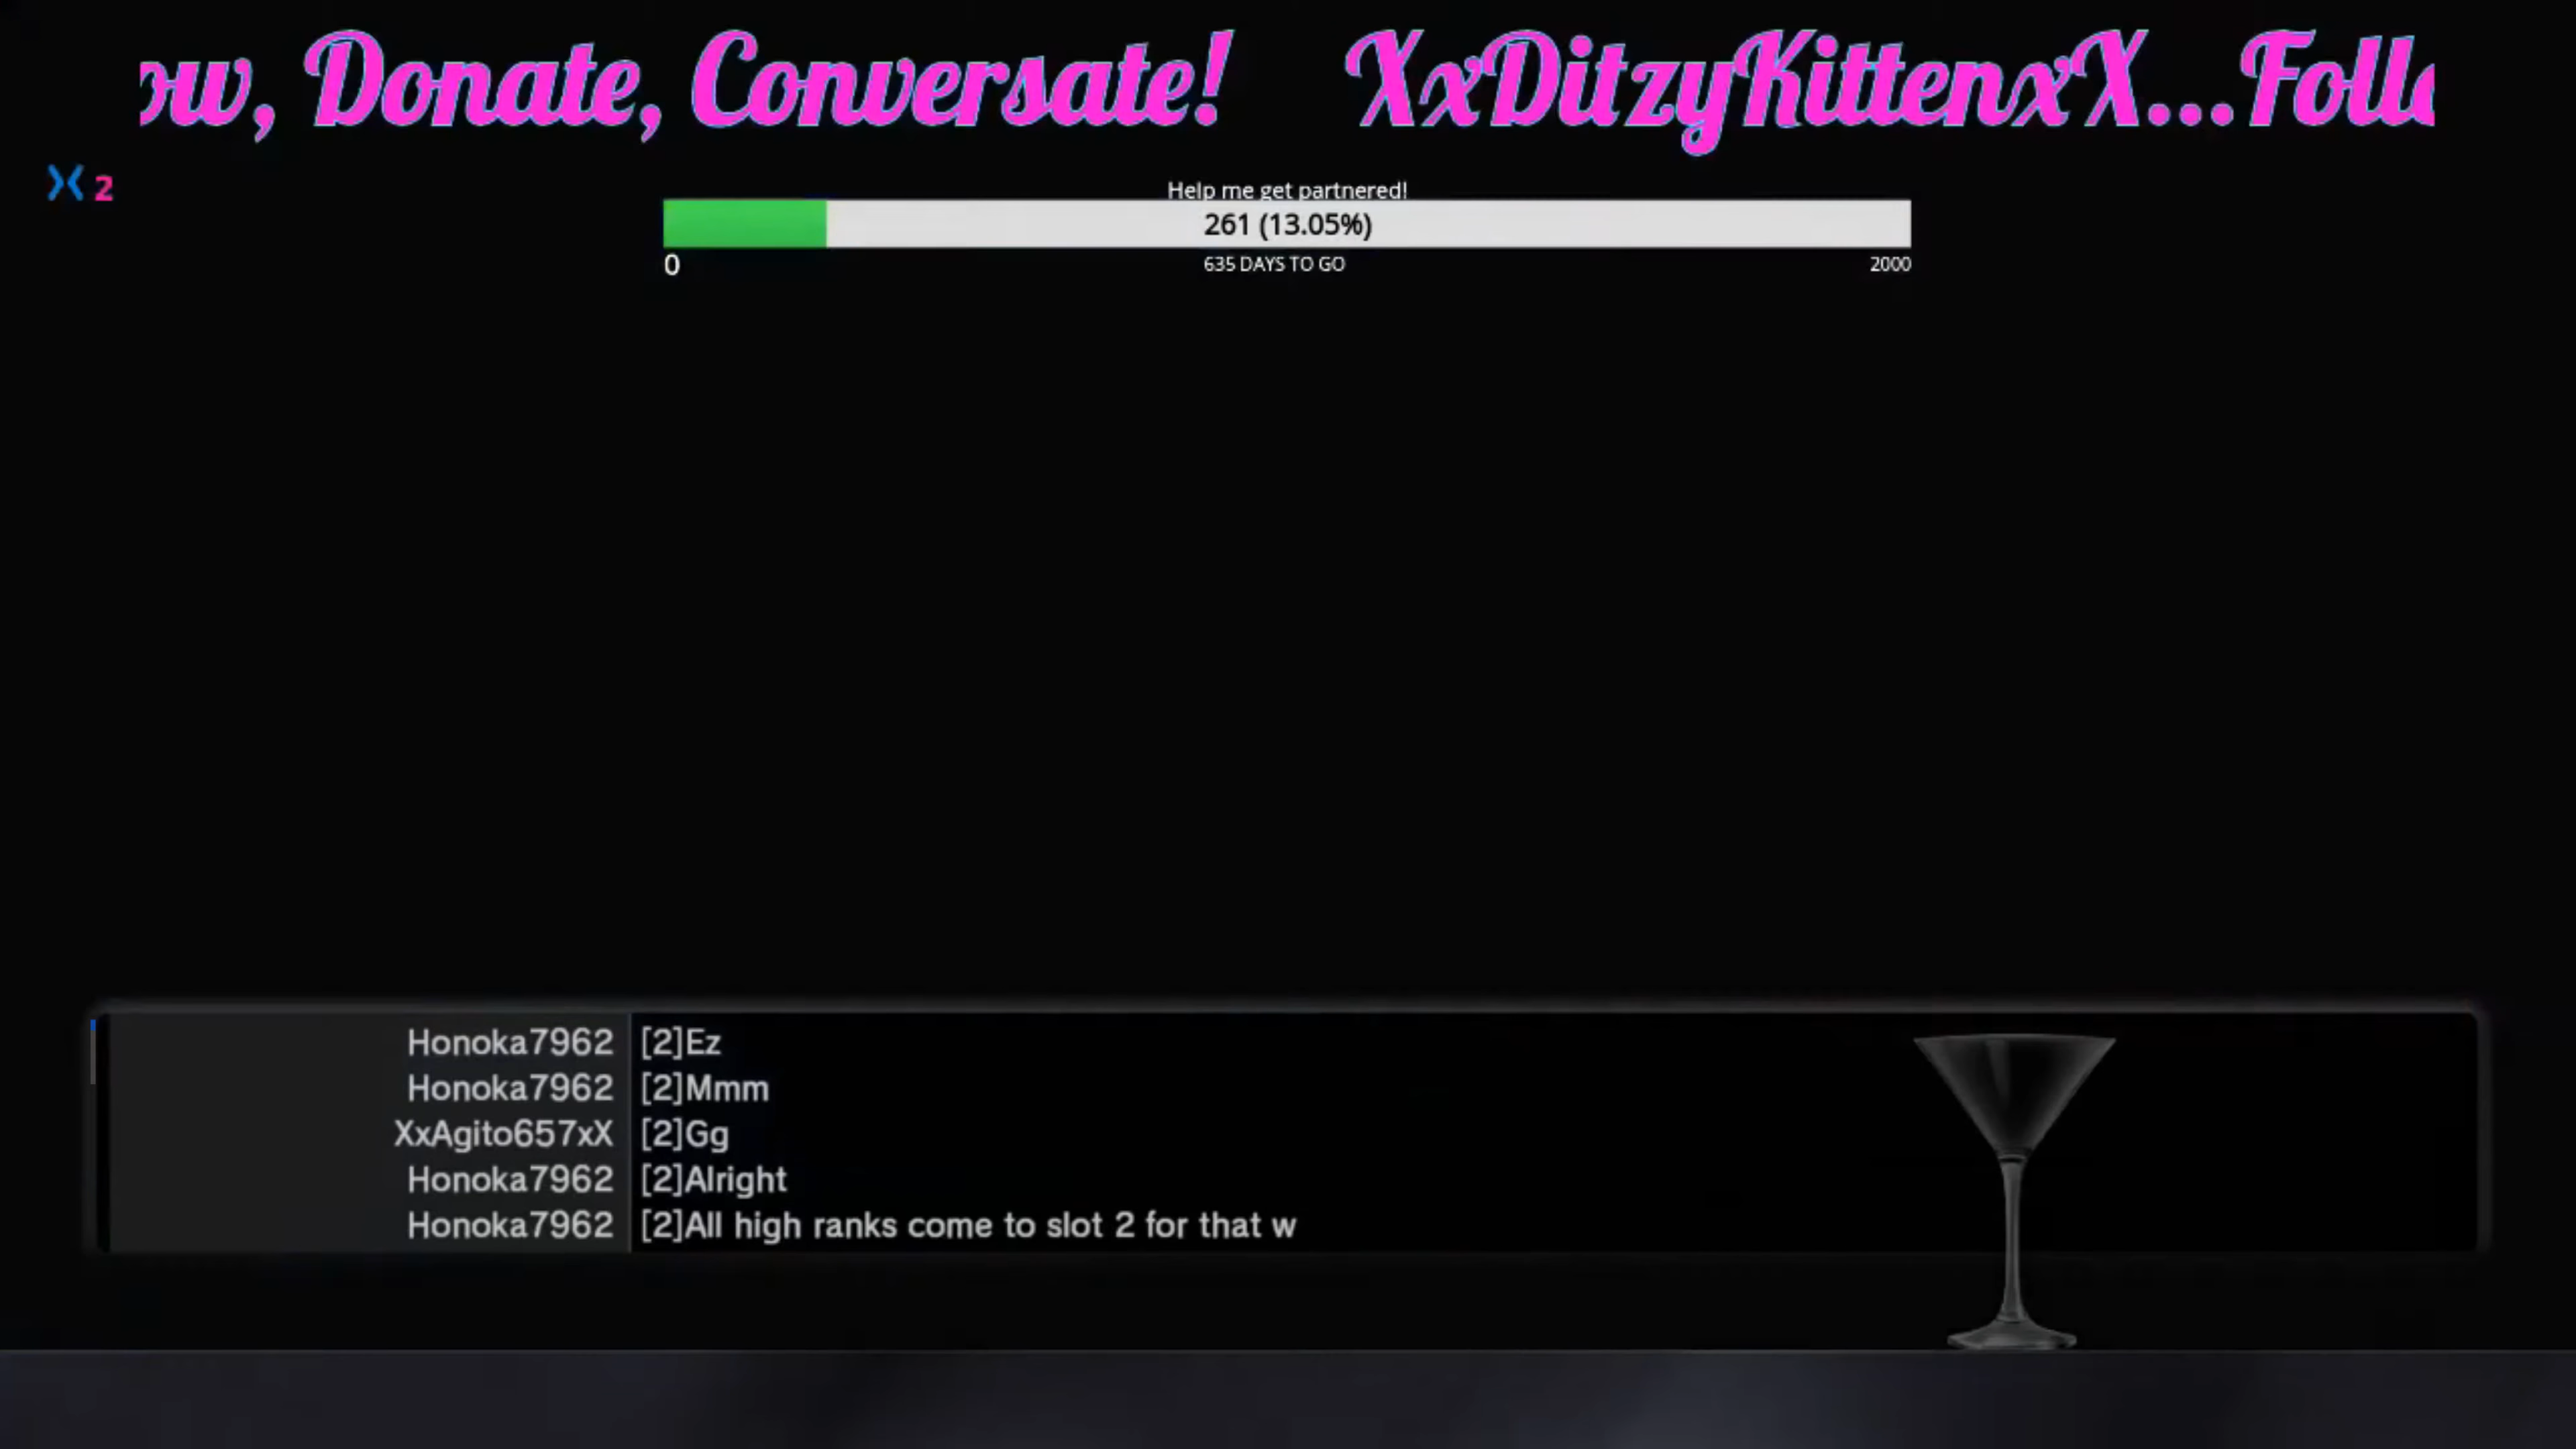 ow, Donate, Conversate! XxDitzyKittenxX...Follo
2
Help me get partnered!
261 (13.05%)
0 635 DAYS TO GO 2000
Honoka7962 [2]Ez
Honoka7962 [2]Mmm
XxAgito657xX [2]Gg
Honoka7962 [2]Alright
Honoka7962 [2]All high ranks come to slot 2 for that w